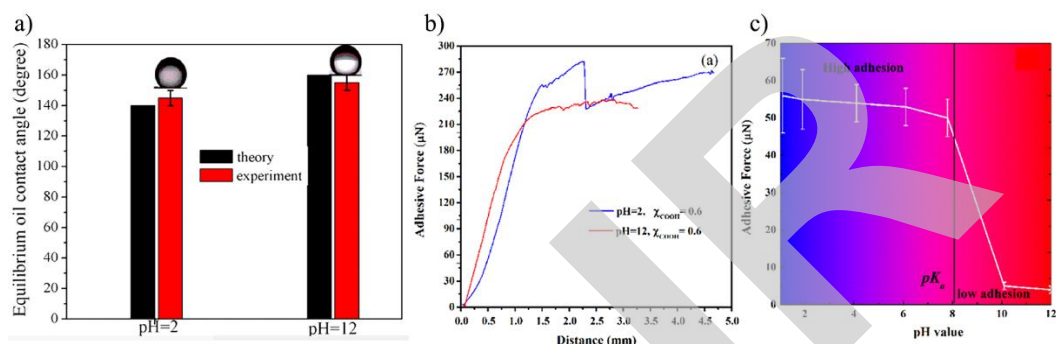 a)
180
160
140
120
100
80
60
40
20
0
Equilibrium oil contact angle (degree)
theory
experiment
pH=2
pH=12
b)
(a)
300
270
240
210
180
150
120
90
60
30
0
Adhesive Force (μN)
pH=2, χCOOH= 0.6
pH=12, χCOOH= 0.6
0.0 0.5 1.0 1.5 2.0 2.5 3.0 3.5 4.0 4.5 5.0
Distance (mm)
c)
70
60
50
40
30
20
10
0
Adhesive Force (μN)
High adhesion
pKa
low adhesion
2 4 6 8 10 12
pH value